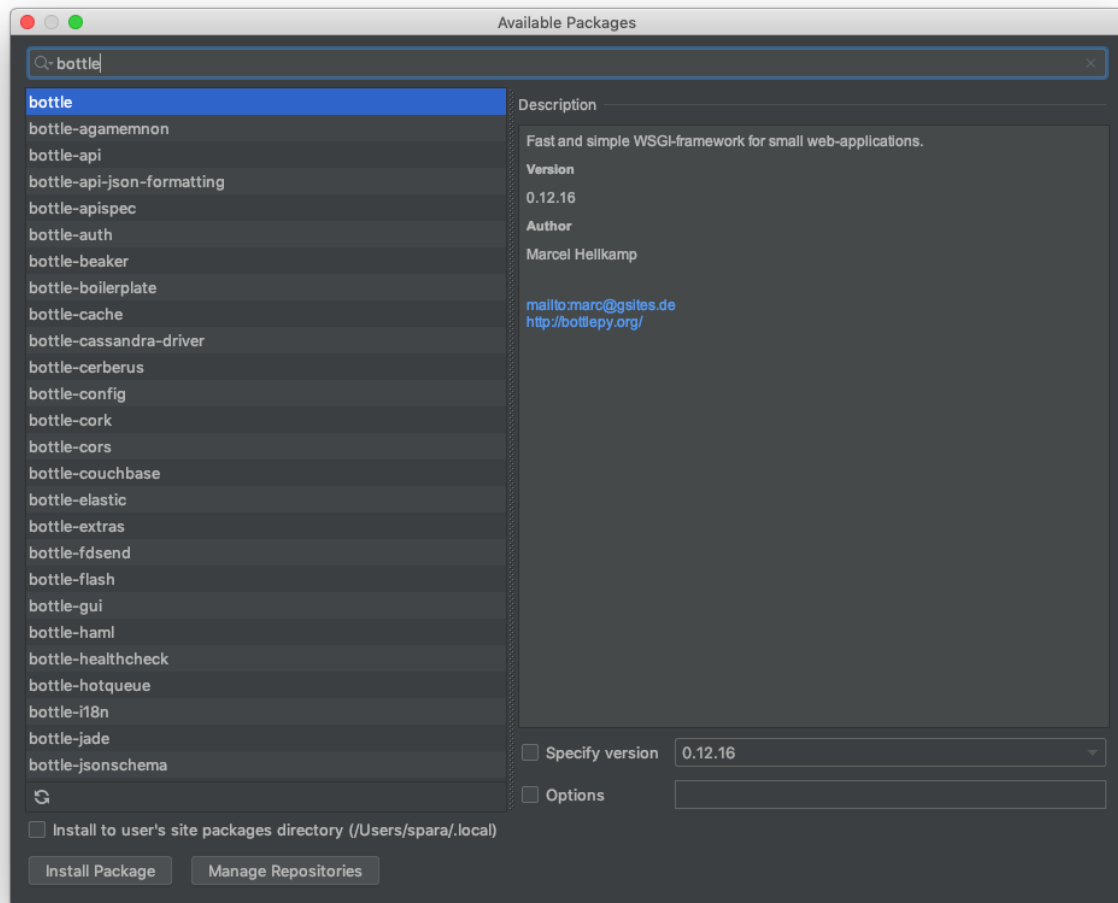 Available Packages
bottle
bottle
bottle-agamemnon
bottle-api
bottle-api-json-formatting
bottle-apispec
bottle-auth
bottle-beaker
bottle-boilerplate
bottle-cache
bottle-cassandra-driver
bottle-cerberus
bottle-config
bottle-cork
bottle-cors
bottle-couchbase
bottle-elastic
bottle-extras
bottle-fdsend
bottle-flash
bottle-gui
bottle-haml
bottle-healthcheck
bottle-hotqueue
bottle-i18n
bottle-jade
bottle-jsonschema
Description
Fast and simple WSGI-framework for small web-applications.
Version
0.12.16
Author
Marcel Hellkamp
mailto:marc@gsites.de
http://bottlepy.org/
Specify version 0.12.16
Options
Install to user's site packages directory (/Users/spara/.local)
Install Package Manage Repositories